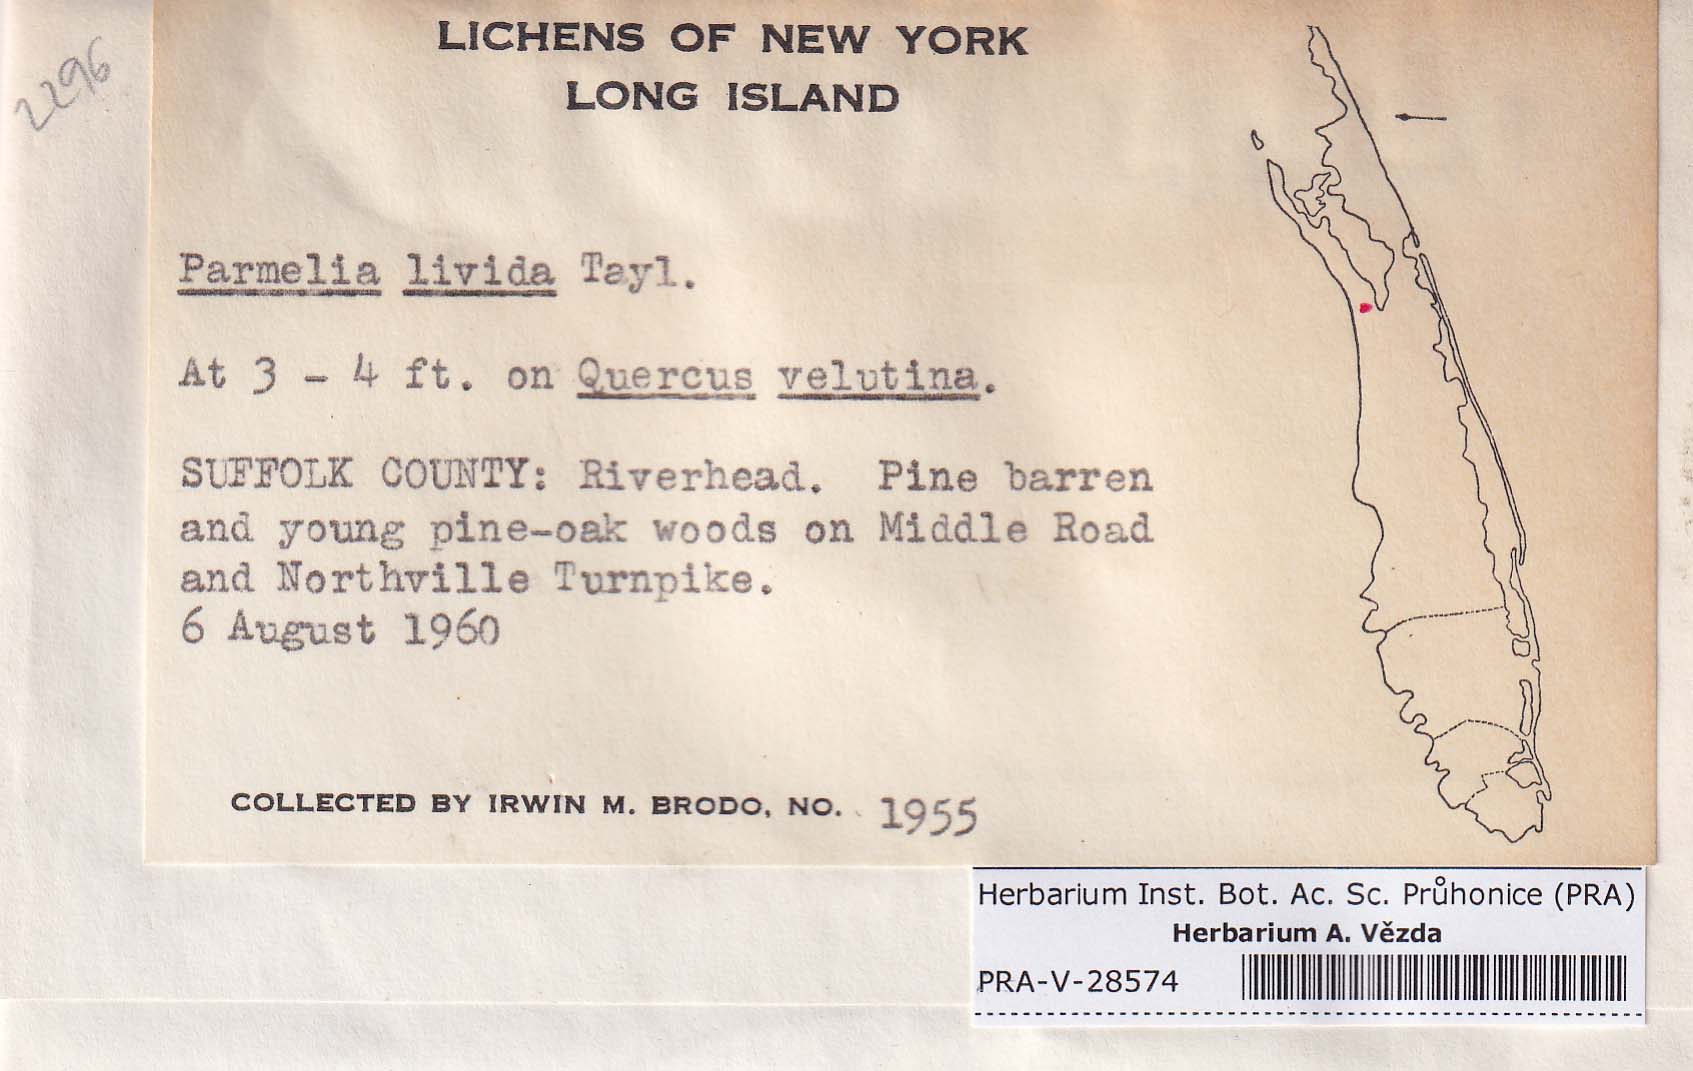 2296
LICHENS OF NEW YORK
LONG ISLAND
Parmelia livida Tayl.
At 3 - 4 ft. on Quercus velutina.
SUFFOLK COUNTY: Riverhead. Pine barren
and young pine-oak woods on Middle Road
and Northville Turnpike.
6 August 1960
COLLECTED BY IRWIN M. BRODO, NO. 1955
Herbarium Inst. Bot. Ac. Sc. Průhonice (PRA)
Herbarium A. Vězda
PRA-V-28574